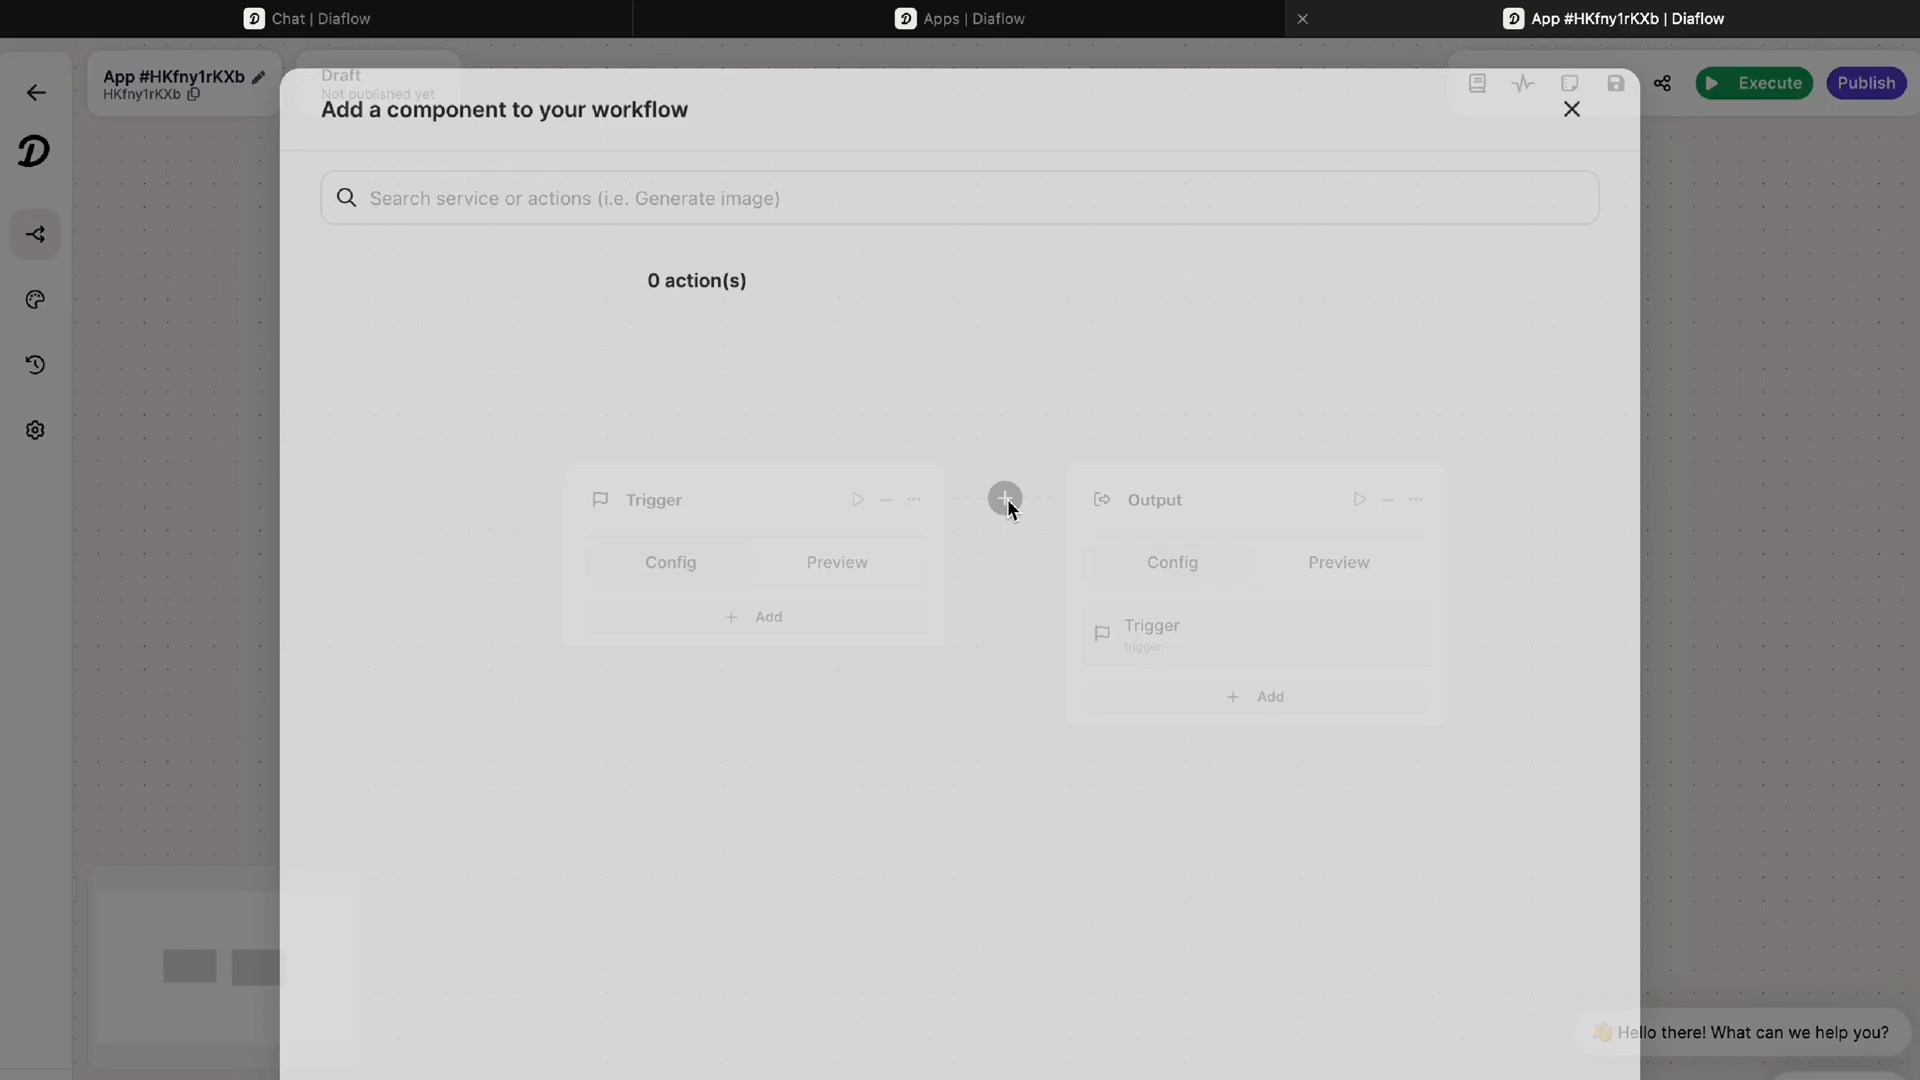 Chat | Diaflow
Apps | Diaflow
App #HKfny1rKXb | Diaflow
App #HKfny1rKXb
HKfny1rKXb
Draft
Not published yet
Execute
Publish
Add a component to your workflow
Search service or actions (i.e. Generate image)
0 action(s)
Trigger
Config
Preview
Add
Output
Config
Preview
Trigger
trigger
Add
👋 Hello there! What can we help you?